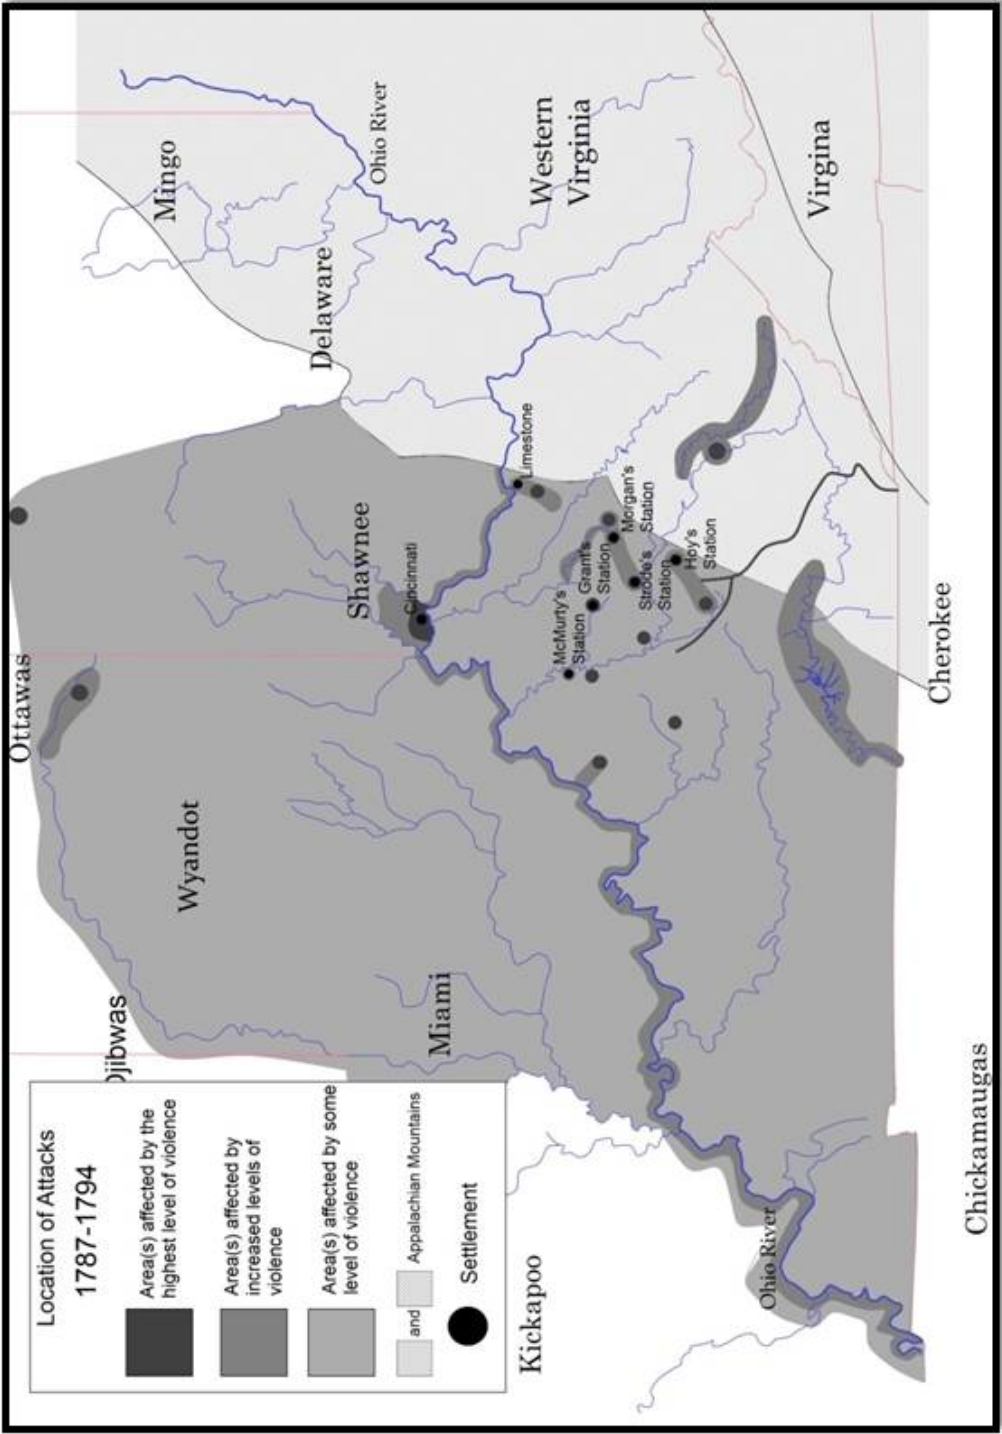 Location of Attacks
1787-1794
Area(s) affected by the
highest level of violence
Area(s) affected by
increased levels of
violence
Area(s) affected by some
level of violence
and
Appalachian Mountains
Settlement
Ottawas
Ojibwas
Wyandot
Mingo
Delaware
Shawnee
Ohio River
Cincinnati
Miami
Kickapoo
Limestone
Western
Virginia
McMurty's
Station
Grant's
Station
Morgan's
Station
Strode's
Station
Hoy's
Station
Ohio River
Virgina
Cherokee
Chickamaugas